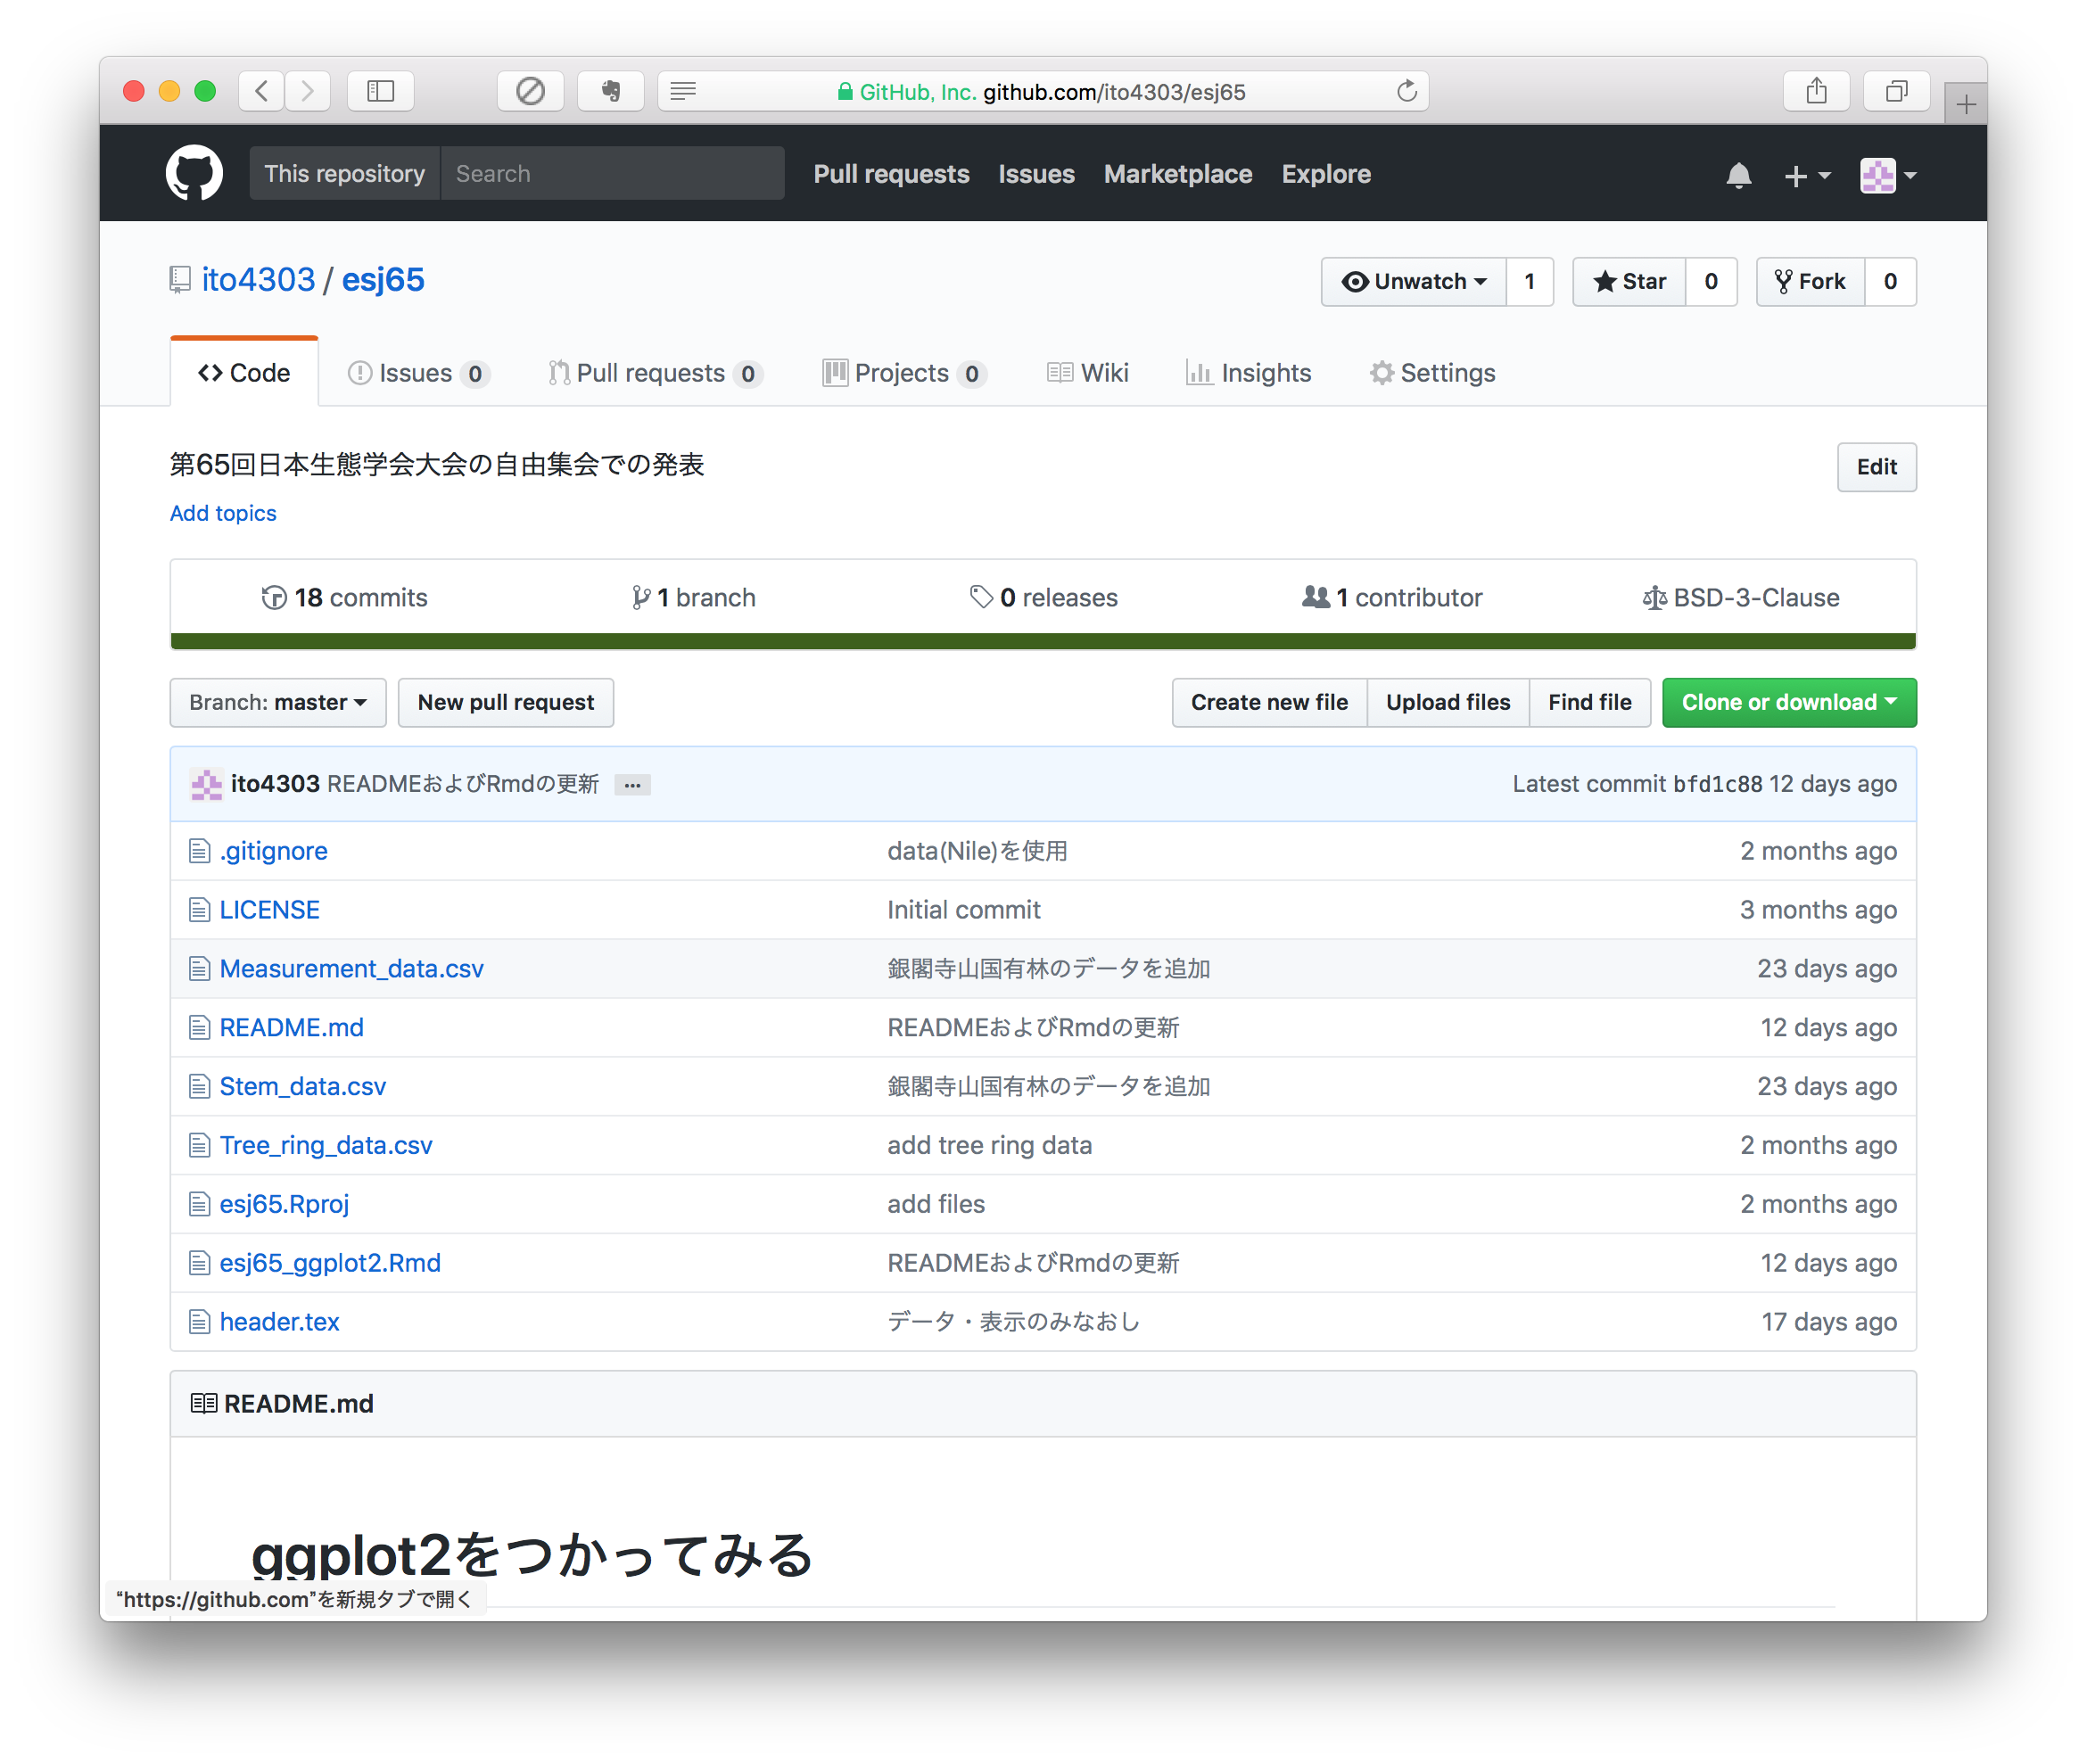 GitHub, Inc. github.com/ito4303/esj65
This repository Search Pull requests Issues Marketplace Explore
ito4303 / esj65 Unwatch 1 Star 0 Fork 0
Code Issues 0 Pull requests 0 Projects 0 Wiki Insights Settings
第65回日本生態学会大会の自由集会での発表 Edit
Add topics
18 commits 1 branch 0 releases 1 contributor BSD-3-Clause
Branch: master New pull request Create new file Upload files Find file Clone or download
ito4303 READMEおよびRmdの更新 … Latest commit bfd1c88 12 days ago
.gitignore data(Nile)を使用 2 months ago
LICENSE Initial commit 3 months ago
Measurement_data.csv 銀閣寺山国有林のデータを追加 23 days ago
README.md READMEおよびRmdの更新 12 days ago
Stem_data.csv 銀閣寺山国有林のデータを追加 23 days ago
Tree_ring_data.csv add tree ring data 2 months ago
esj65.Rproj add files 2 months ago
esj65_ggplot2.Rmd READMEおよびRmdの更新 12 days ago
header.tex データ・表示のみなおし 17 days ago
README.md
ggplot2をつかってみる
“https://github.com”を新規タブで開く